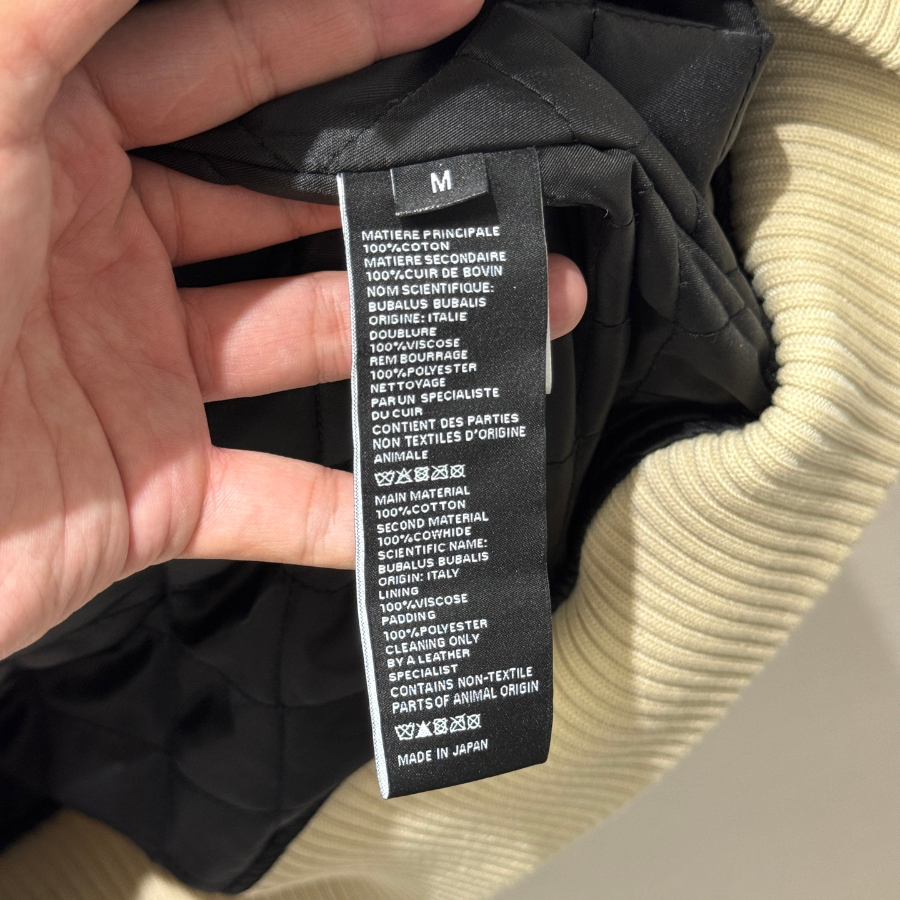 M
MATIERE PRINCIPALE
100%COTON
MATIERE SECONDAIRE
100%CUIR DE BOVIN
NOM SCIENTIFIQUE:
BUBALUS BUBALIS
ORIGINE: ITALIE
DOUBLURE
100%VISCOSE
REM BOURRAGE
100%POLYESTER
NETTOYAGE
PAR UN SPECIALISTE
DU CUIR
CONTIENT DES PARTIES
NON TEXTILES D'ORIGINE
ANIMALE
MAIN MATERIAL
100%COTTON
SECOND MATERIAL
100%COWHIDE
SCIENTIFIC NAME:
BUBALUS BUBALIS
ORIGIN: ITALY
LINING
100%VISCOSE
PADDING
100%POLYESTER
CLEANING ONLY
BY A LEATHER
SPECIALIST
CONTAINS NON-TEXTILE
PARTS OF ANIMAL ORIGIN
MADE IN JAPAN